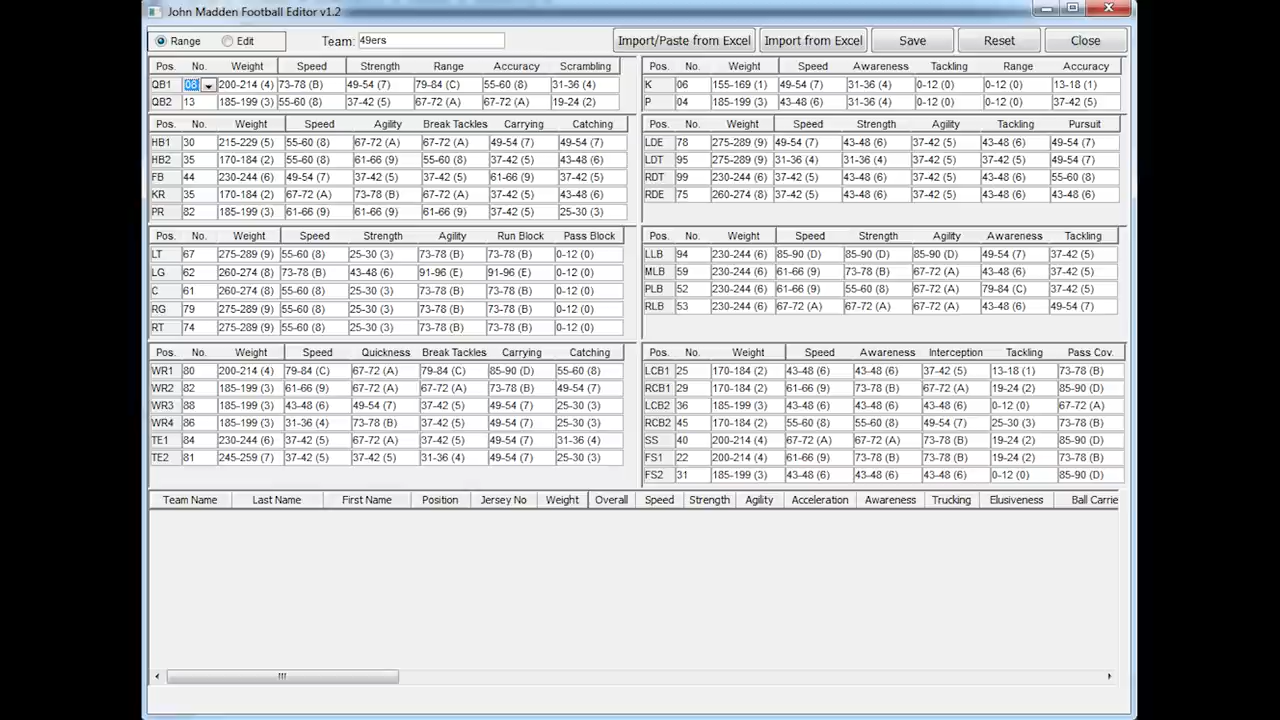 John Madden Football Editor v1.2
Range Edit Team: 49ers Import/Paste from Excel Import from Excel Save Reset Close
Pos. No. Weight Speed Strength Range Accuracy Scrambling
QB1 06 200-214 (4) 73-78 (B) 49-54 (7) 79-84 (C) 55-60 (8) 31-36 (4)
QB2 13 185-199 (3) 55-60 (8) 37-42 (5) 67-72 (A) 67-72 (A) 19-24 (2)
Pos. No. Weight Speed Agility Break Tackles Carrying Catching
HB1 30 215-229 (5) 55-60 (8) 67-72 (A) 67-72 (A) 49-54 (7) 49-54 (7)
HB2 35 170-184 (2) 55-60 (8) 61-66 (9) 55-60 (8) 37-42 (5) 43-48 (6)
FB 44 230-244 (6) 49-54 (7) 37-42 (5) 37-42 (5) 61-66 (9) 37-42 (5)
KR 35 170-184 (2) 67-72 (A) 73-78 (B) 67-72 (A) 37-42 (5) 43-48 (6)
PR 82 185-199 (3) 61-66 (9) 61-66 (9) 61-66 (9) 37-42 (5) 25-30 (3)
Pos. No. Weight Speed Strength Agility Run Block Pass Block
LT 67 275-289 (9) 55-60 (8) 25-30 (3) 73-78 (B) 73-78 (B) 0-12 (0)
LG 62 260-274 (8) 73-78 (B) 43-48 (6) 91-96 (E) 91-96 (E) 0-12 (0)
C 61 260-274 (8) 55-60 (8) 25-30 (3) 73-78 (B) 73-78 (B) 0-12 (0)
RG 79 275-289 (9) 55-60 (8) 25-30 (3) 73-78 (B) 73-78 (B) 0-12 (0)
RT 74 275-289 (9) 55-60 (8) 25-30 (3) 73-78 (B) 73-78 (B) 0-12 (0)
Pos. No. Weight Speed Quickness Break Tackles Carrying Catching
WR1 80 200-214 (4) 79-84 (C) 67-72 (A) 79-84 (C) 85-90 (D) 55-60 (8)
WR2 82 185-199 (3) 61-66 (9) 67-72 (A) 67-72 (A) 73-78 (B) 49-54 (7)
WR3 88 185-199 (3) 43-48 (6) 49-54 (7) 37-42 (5) 49-54 (7) 25-30 (3)
WR4 86 185-199 (3) 31-36 (4) 73-78 (B) 37-42 (5) 49-54 (7) 25-30 (3)
TE1 84 230-244 (6) 37-42 (5) 67-72 (A) 37-42 (5) 49-54 (7) 31-36 (4)
TE2 81 245-259 (7) 37-42 (5) 37-42 (5) 31-36 (4) 49-54 (7) 25-30 (3)
Pos. No. Weight Speed Awareness Tackling Range Accuracy
K 06 155-169 (1) 49-54 (7) 31-36 (4) 0-12 (0) 0-12 (0) 13-18 (1)
P 04 185-199 (3) 43-48 (6) 31-36 (4) 0-12 (0) 0-12 (0) 37-42 (5)
Pos. No. Weight Speed Strength Agility Tackling Pursuit
LDE 78 275-289 (9) 49-54 (7) 43-48 (6) 37-42 (5) 43-48 (6) 49-54 (7)
LDT 95 275-289 (9) 31-36 (4) 31-36 (4) 37-42 (5) 37-42 (5) 49-54 (7)
RDT 99 230-244 (6) 37-42 (5) 43-48 (6) 37-42 (5) 43-48 (6) 55-60 (8)
RDE 75 260-274 (8) 37-42 (5) 43-48 (6) 37-42 (5) 43-48 (6) 43-48 (6)
Pos. No. Weight Speed Strength Agility Awareness Tackling
LLB 94 230-244 (6) 85-90 (D) 85-90 (D) 85-90 (D) 49-54 (7) 37-42 (5)
MLB 59 230-244 (6) 61-66 (9) 73-78 (B) 67-72 (A) 43-48 (6) 37-42 (5)
PLB 52 230-244 (6) 61-66 (9) 55-60 (8) 67-72 (A) 79-84 (C) 37-42 (5)
RLB 53 230-244 (6) 67-72 (A) 67-72 (A) 67-72 (A) 43-48 (6) 49-54 (7)
Pos. No. Weight Speed Awareness Interception Tackling Pass Cov.
LCB1 25 170-184 (2) 43-48 (6) 43-48 (6) 37-42 (5) 13-18 (1) 73-78 (B)
RCB1 29 170-184 (2) 61-66 (9) 73-78 (B) 67-72 (A) 19-24 (2) 73-78 (B)
LCB2 36 185-199 (3) 43-48 (6) 43-48 (6) 43-48 (6) 0-12 (0) 67-72 (A)
RCB2 45 170-184 (2) 55-60 (8) 55-60 (8) 49-54 (7) 25-30 (3) 73-78 (B)
SS 40 200-214 (4) 67-72 (A) 67-72 (A) 73-78 (B) 19-24 (2) 85-90 (D)
FS1 22 200-214 (4) 61-66 (9) 73-78 (B) 73-78 (B) 19-24 (2) 73-78 (B)
FS2 31 185-199 (3) 43-48 (6) 43-48 (6) 43-48 (6) 0-12 (0) 85-90 (D)
Team Name Last Name First Name Position Jersey No Weight Overall Speed Strength Agility Acceleration Awareness Trucking Elusiveness Ball Carrie